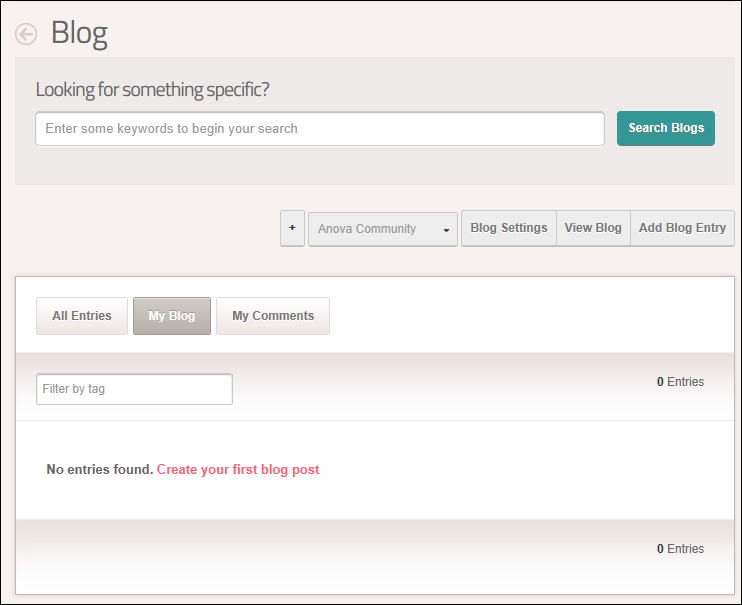 Blog
Looking for something specific?
Enter some keywords to begin your search
Search Blogs
+ Anova Community Blog Settings View Blog Add Blog Entry
All Entries My Blog My Comments
Filter by tag 0 Entries
No entries found. Create your first blog post
0 Entries